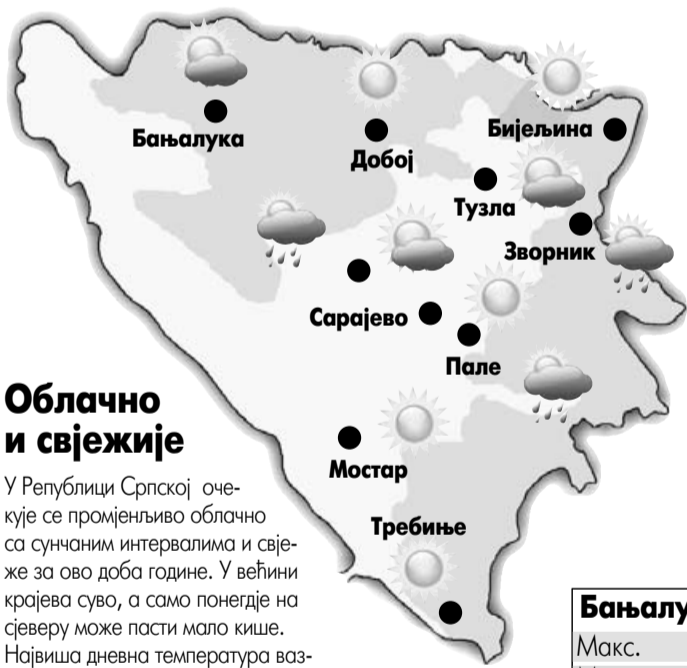 Бањалука
Добој
Бијељина
Тузла
Зворник
Сарајево
Пале
Мостар
Требиње
Облачно
и свјежије
У Републици Српској оче-
кује се промјенљиво облачно
са сунчаним интервалима и свје-
же за ово доба године. У већини
крајева суво, а само понегдје на
сјеверу може пасти мало кише.
Највиша дневна температура ваз-
Бањалу
Макс.